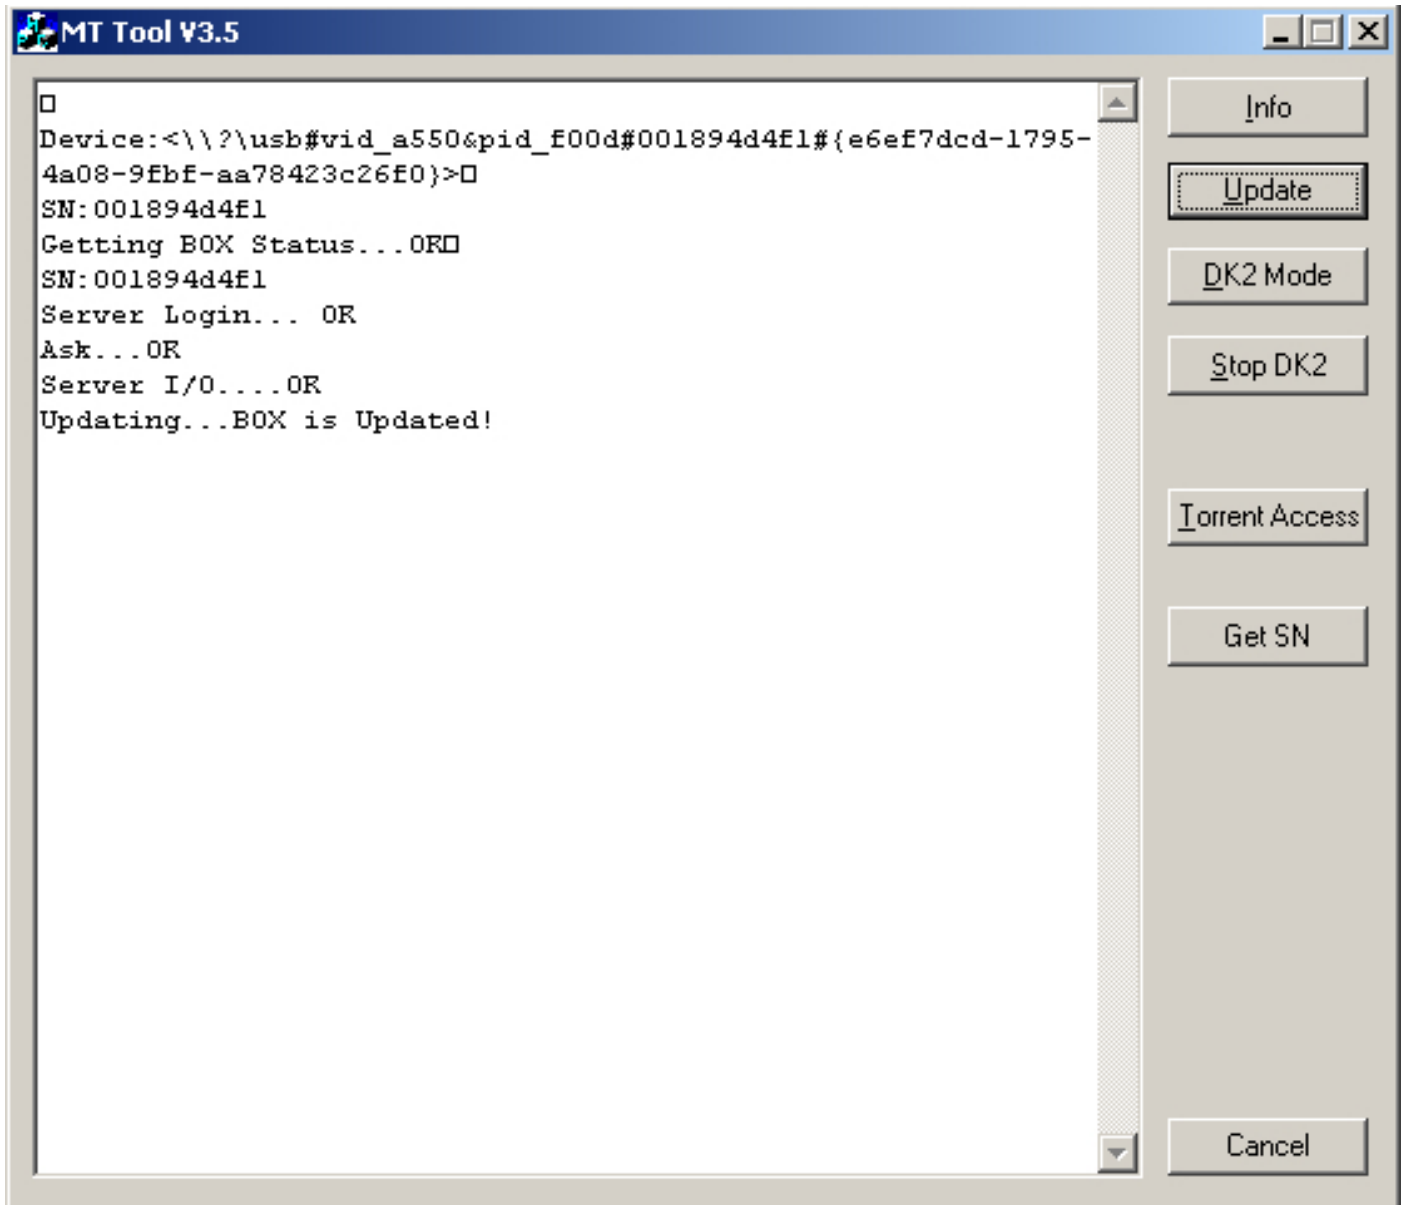 MT Tool V3.5
Device:<\\?\usb#vid_a550&pid_f00d#001894d4f1#{e6ef7dcd-1795-
4a08-9fbf-aa78423c26f0}>
SN:001894d4f1
Getting BOX Status...OK
SN:001894d4f1
Server Login... OK
Ask...OK
Server I/O....OK
Updating...BOX is Updated!
Info
Update
DK2 Mode
Stop DK2
Torrent Access
Get SN
Cancel